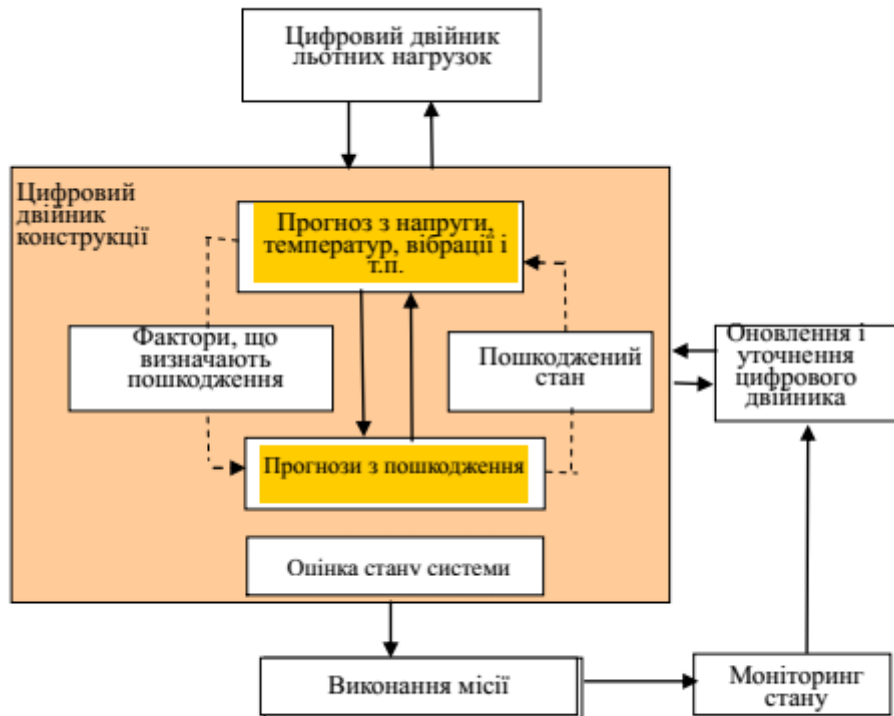 Цифровий двійник
льотних нагрузок
Цифровий
двійник
конструкції
Прогноз з напруги,
температур, вібрації і
т.п.
Фактори, що
визначають
пошкодження
Пошкоджений
стан
Оновлення і
уточнення
цифрового
двійника
Прогнози з пошкодження
Оцінка стану системи
Виконання місії
Моніторинг
стану